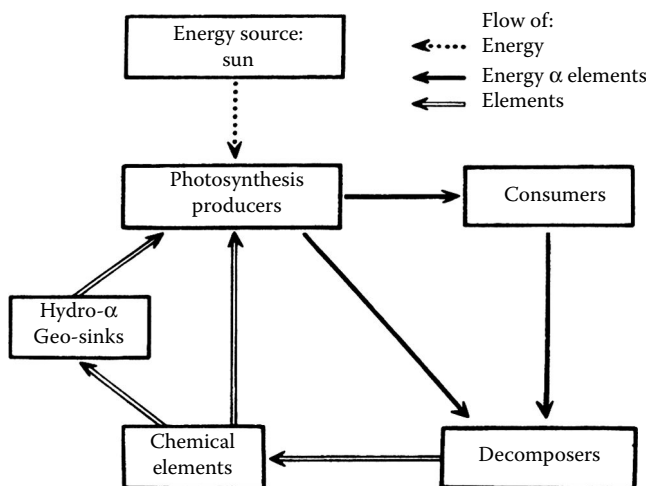 Energy source:
sun
Flow of:
Energy
Energy α elements
Elements
Photosynthesis
producers
Consumers
Hydro-α
Geo-sinks
Chemical
elements
Decomposers